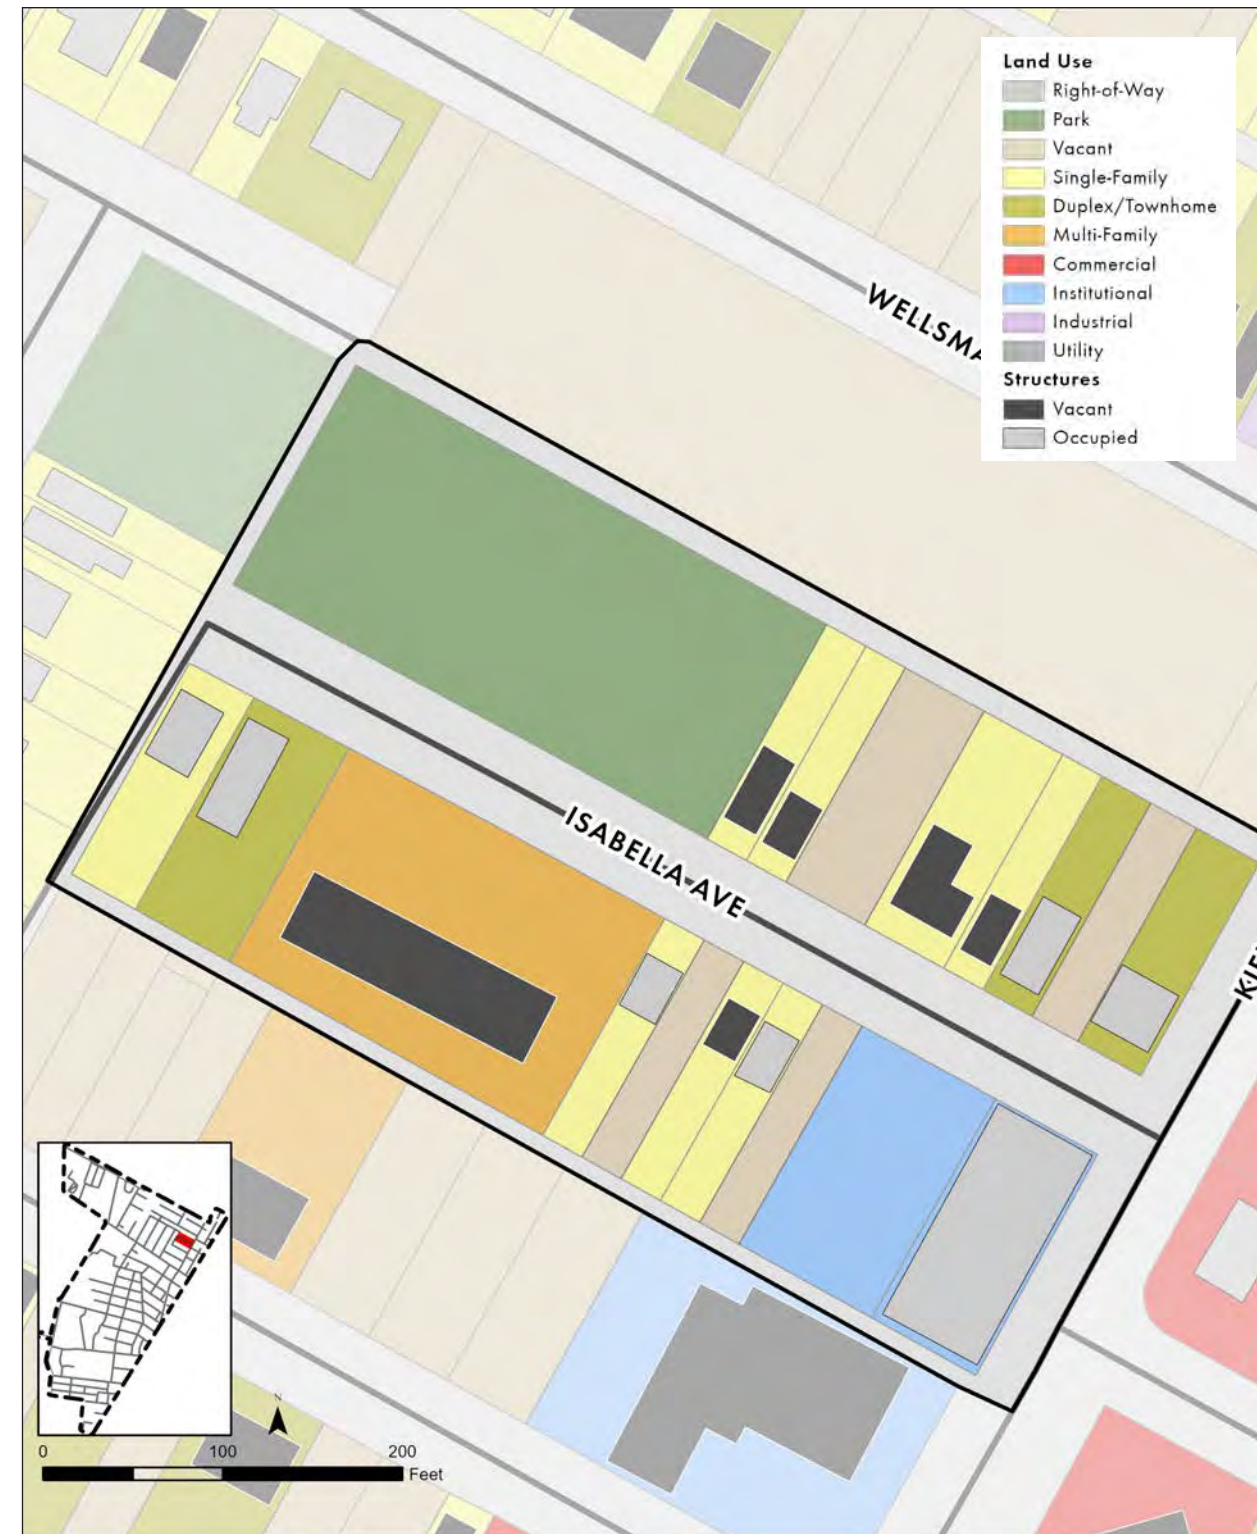 Land Use
Right-of-Way
Park
Vacant
Single-Family
Duplex/Townhome
Multi-Family
Commercial
Institutional
Industrial
Utility
Structures
Vacant
Occupied
WELLSMA
ISABELLA AVE
N
0 100 200
Feet